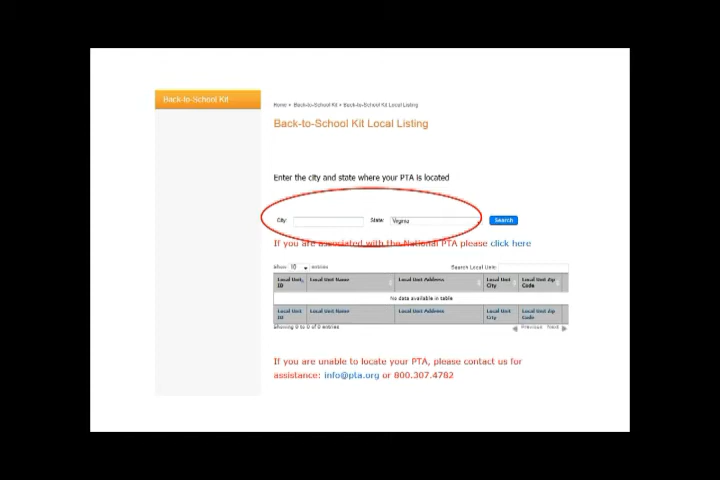 Back-to-School Kit
Home » Back-to-School Kit » Back-to-School Kit Local Listing
Back-to-School Kit Local Listing
Enter the city and state where your PTA is located
City: State: Virginia Search
If you are associated with the National PTA please click here
Show 10 entries Search Local Unit:
Local Unit ID Local Unit Name Local Unit Address Local Unit City Local Unit Zip Code
No data available in table
Local Unit ID Local Unit Name Local Unit Address Local Unit City Local Unit Zip Code
Showing 0 to 0 of 0 entries Previous Next
If you are unable to locate your PTA, please contact us for
assistance: info@pta.org or 800.307.4782